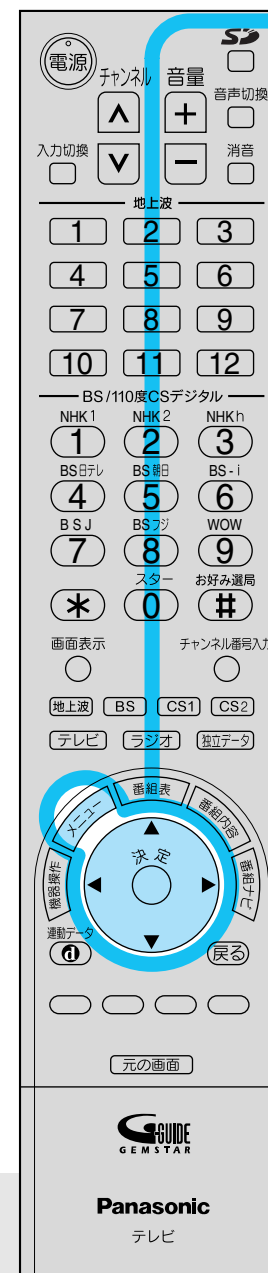 電源
チャンネル 音量
SD
音声切換
入力切換
消音
地上波
1 2 3
4 5 6
7 8 9
10 11 12
BS/110度CSデジタル
NHK1 NHK2 NHKh
1 2 3
BS日テレ BS朝日 BS-i
4 5 6
BSJ BSフジ WOW
7 8 9
スター お好み選局
* 0 #
画面表示 チャンネル番号入力
地上波 BS CS1 CS2
テレビ ラジオ 独立データ
メニュー 番組表 番組内容
機器操作 決定 番組ナビ
連動データ
d 戻る
元の画面
G-GUIDE
GEMSTAR
Panasonic
テレビ